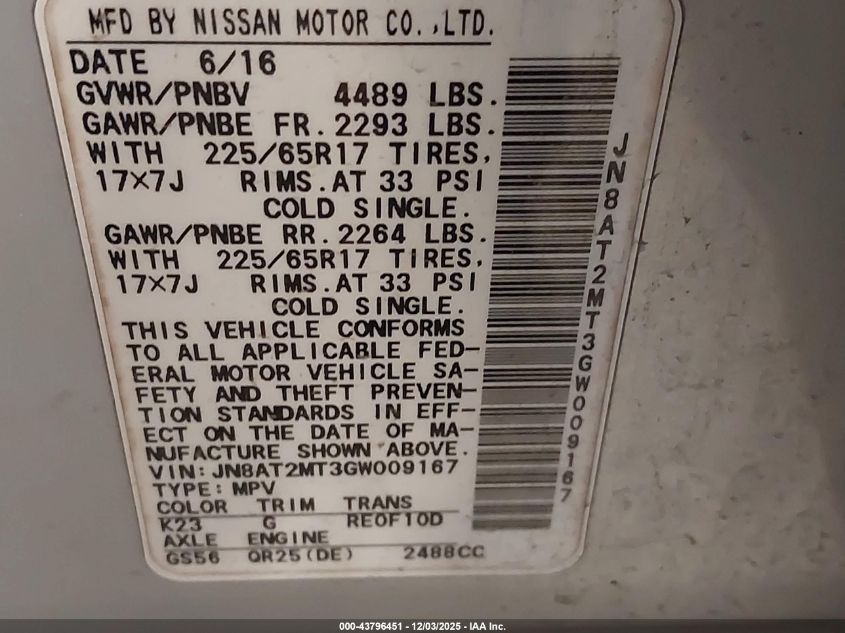 MFD BY NISSAN MOTOR CO.,LTD.
DATE 6/16
GVWR/PNBV 4489 LBS.
GAWR/PNBE FR. 2293 LBS.
WITH 225/65R17 TIRES,
17×7J RIMS.AT 33 PSI
COLD SINGLE.
GAWR/PNBE RR. 2264 LBS.
WITH 225/65R17 TIRES,
17×7J RIMS.AT 33 PSI
COLD SINGLE.
THIS VEHICLE CONFORMS
TO ALL APPLICABLE FED-
ERAL MOTOR VEHICLE SA-
FETY AND THEFT PREVEN-
TION STANDARDS IN EFF-
ECT ON THE DATE OF MA-
NUFACTURE SHOWN ABOVE.
VIN:JN8AT2MT3GW009167
TYPE:MPV
COLOR TRIM TRANS
K23 G RE0F10D
AXLE ENGINE
GS56 QR25(DE) 2488CC
JN8AT2MT3GW009167
000-43796451 - 12/03/2025 - IAA Inc.